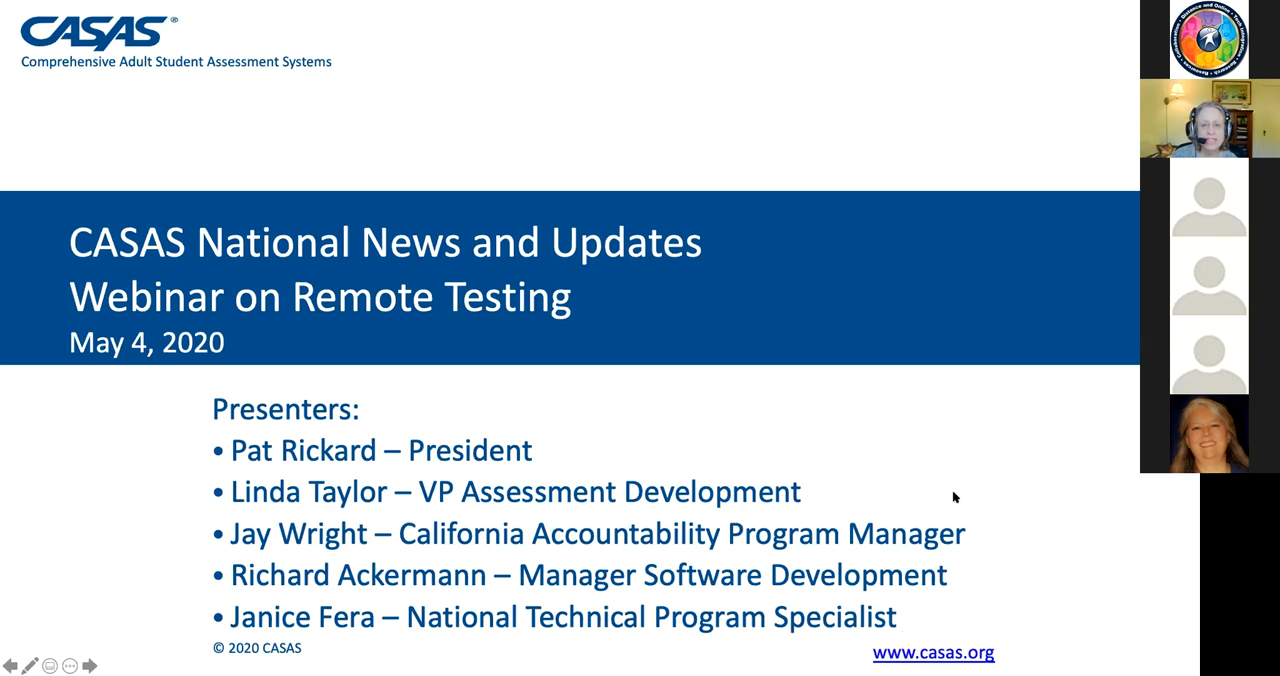 CASAS®
Comprehensive Adult Student Assessment Systems
CASAS National News and Updates
Webinar on Remote Testing
May 4, 2020
Presenters:
• Pat Rickard – President
• Linda Taylor – VP Assessment Development
• Jay Wright – California Accountability Program Manager
• Richard Ackermann – Manager Software Development
• Janice Fera – National Technical Program Specialist
© 2020 CASAS
www.casas.org